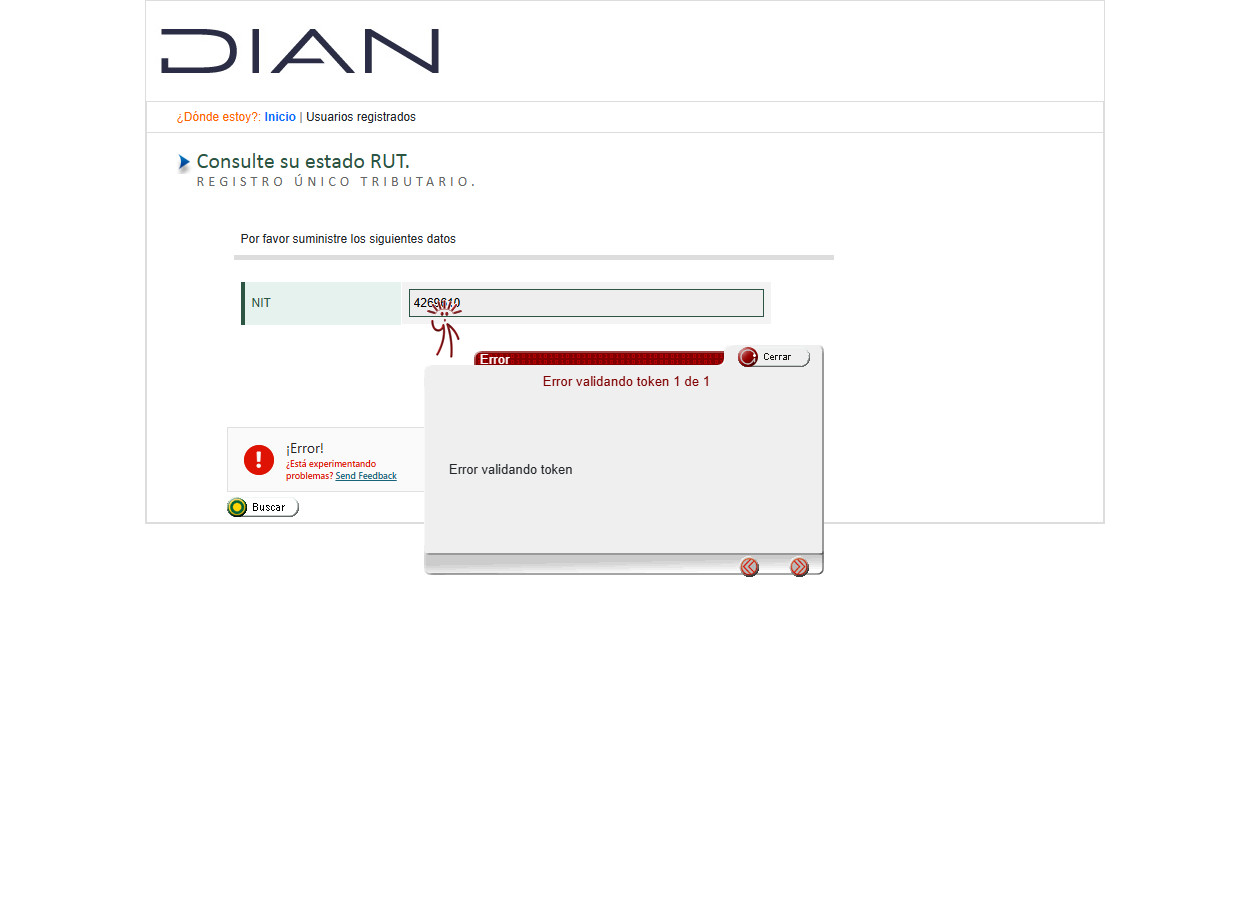 DIAN
¿Dónde estoy?: Inicio | Usuarios registrados
Consulte su estado RUT.
REGISTRO ÚNICO TRIBUTARIO.
Por favor suministre los siguientes datos
NIT
4269610
Error
Cerrar
Error validando token 1 de 1
Error validando token
¡Error!
¿Está experimentando
problemas? Send Feedback
Buscar